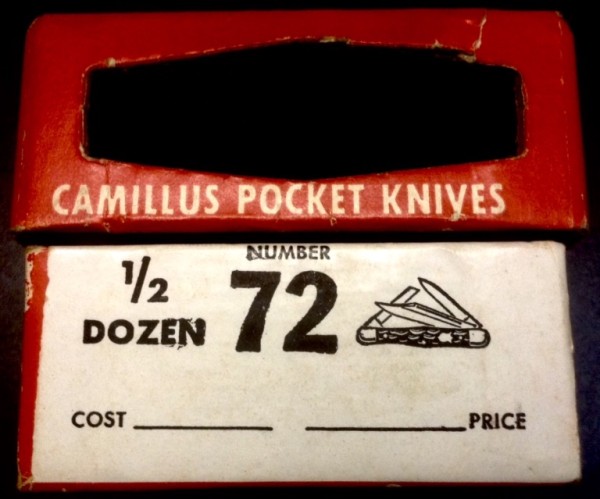 CAMILLUS POCKET KNIVES
NUMBER
1/2 72
DOZEN
COST PRICE